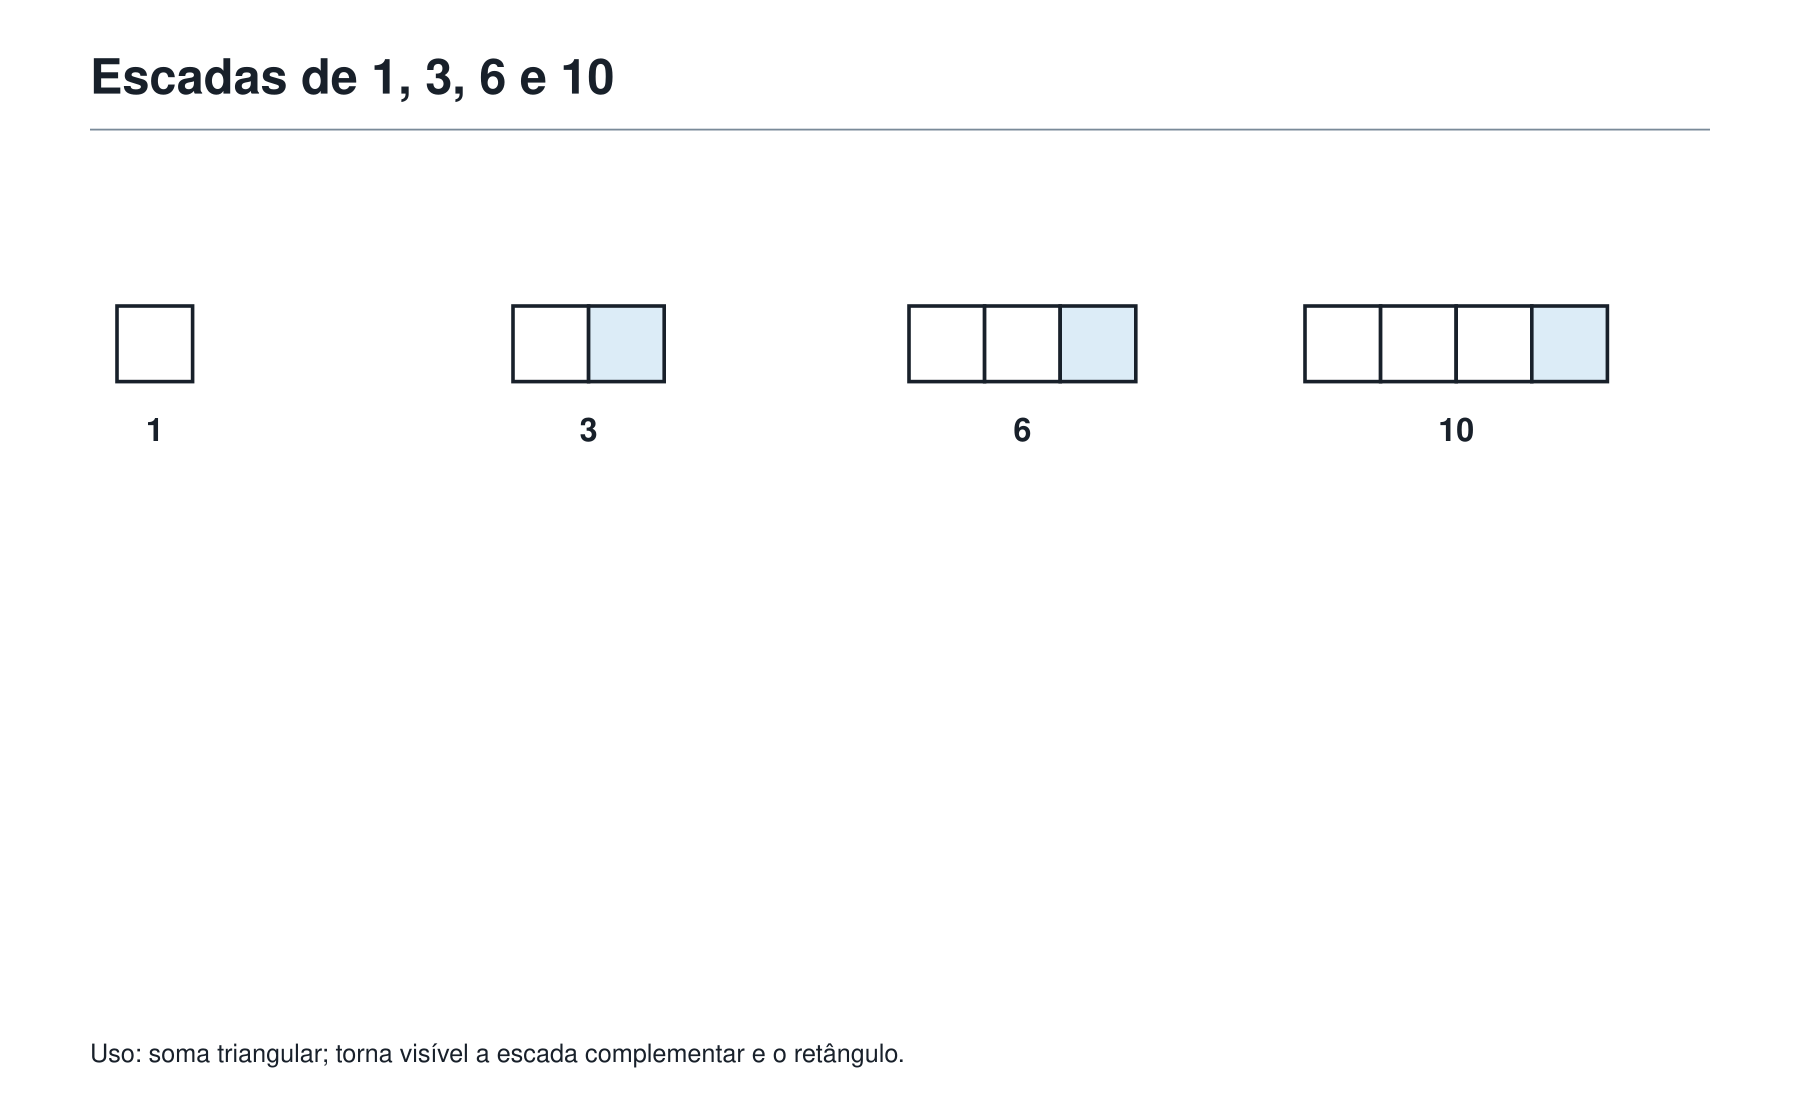 Escadas de 1, 3, 6 e 10
1 3 6 10
Uso: soma triangular; torna visível a escada complementar e o retângulo.